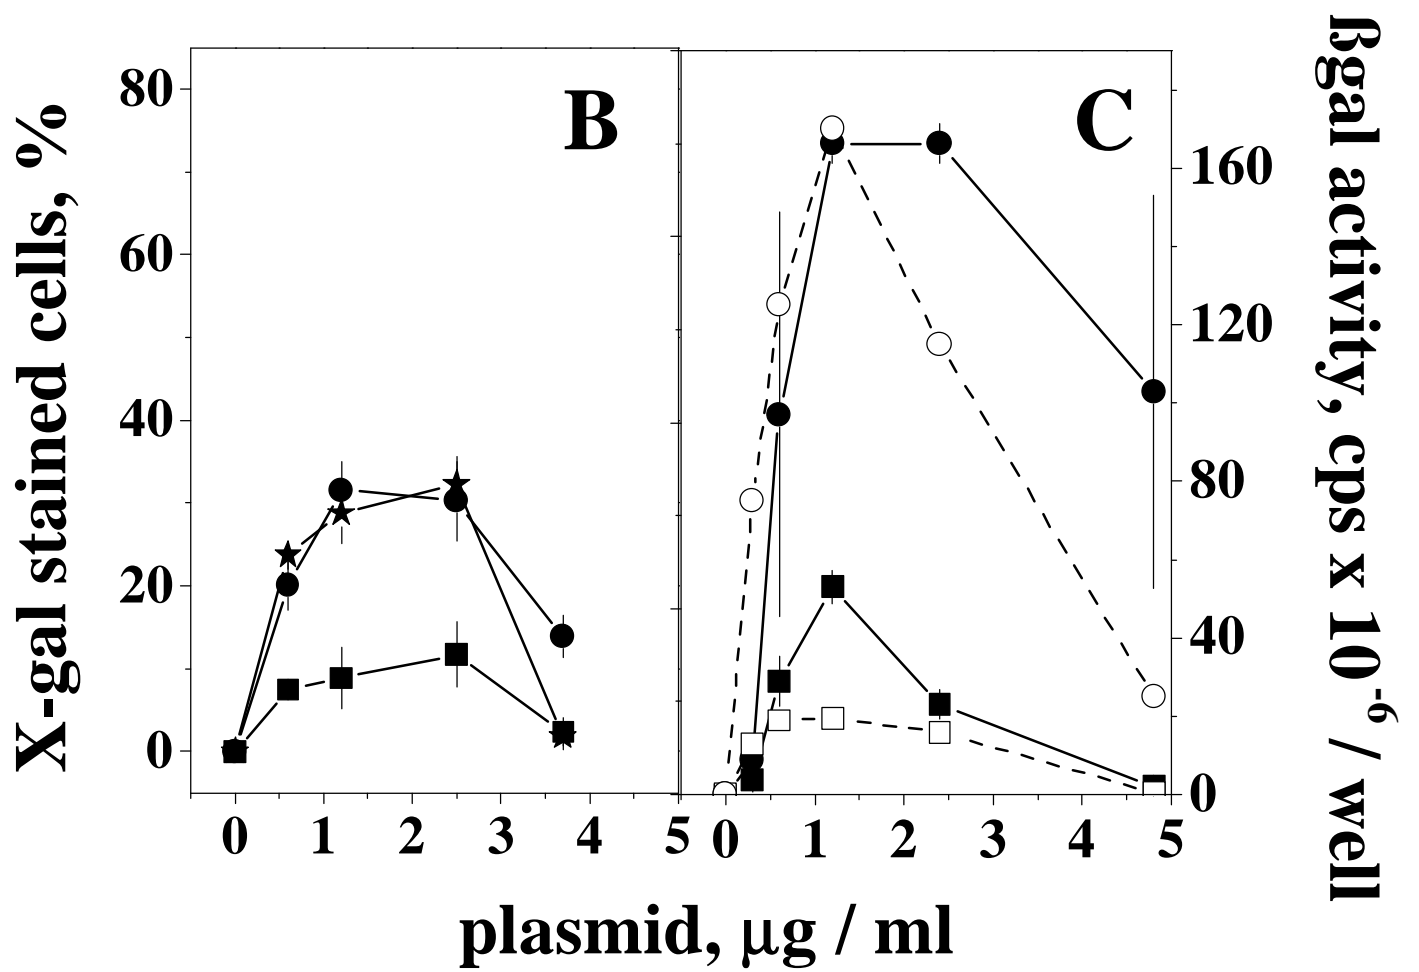 X-gal stained cells, %
80
60
40
20
0
B
0 1 2 3 4 5
C
0 1 2 3 4 5
160
120
80
40
0
ßgal activity, cps x 10⁻⁶ / well
plasmid, µg / ml